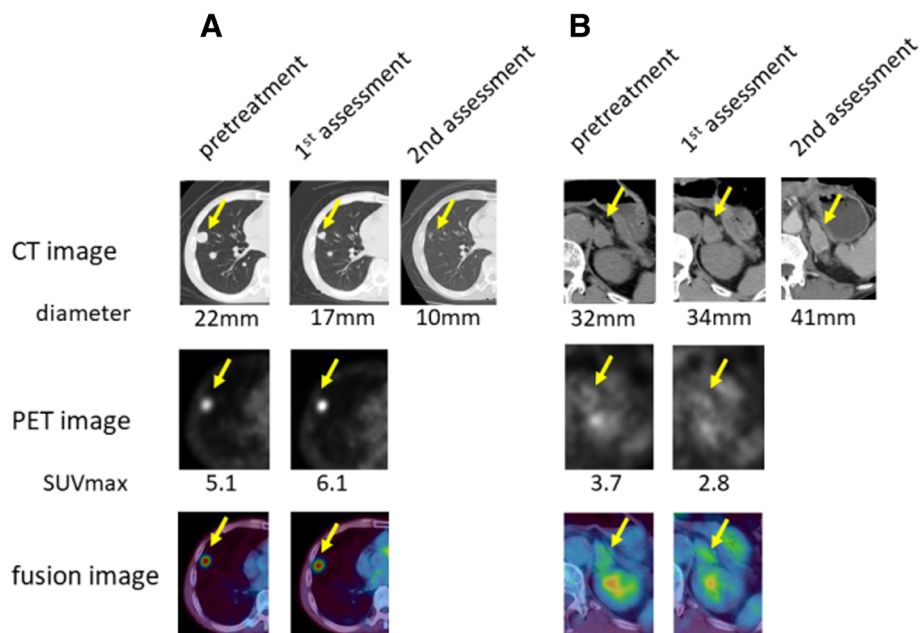 A
B
pretreatment
1st assessment
2nd assessment
pretreatment
1st assessment
2nd assessment
CT image
diameter
22mm
17mm
10mm
32mm
34mm
41mm
PET image
SUVmax
5.1
6.1
3.7
2.8
fusion image